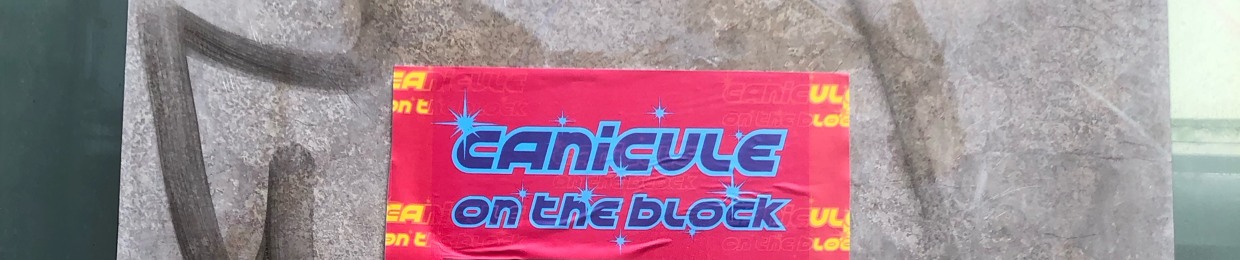 CANICULE
on the block